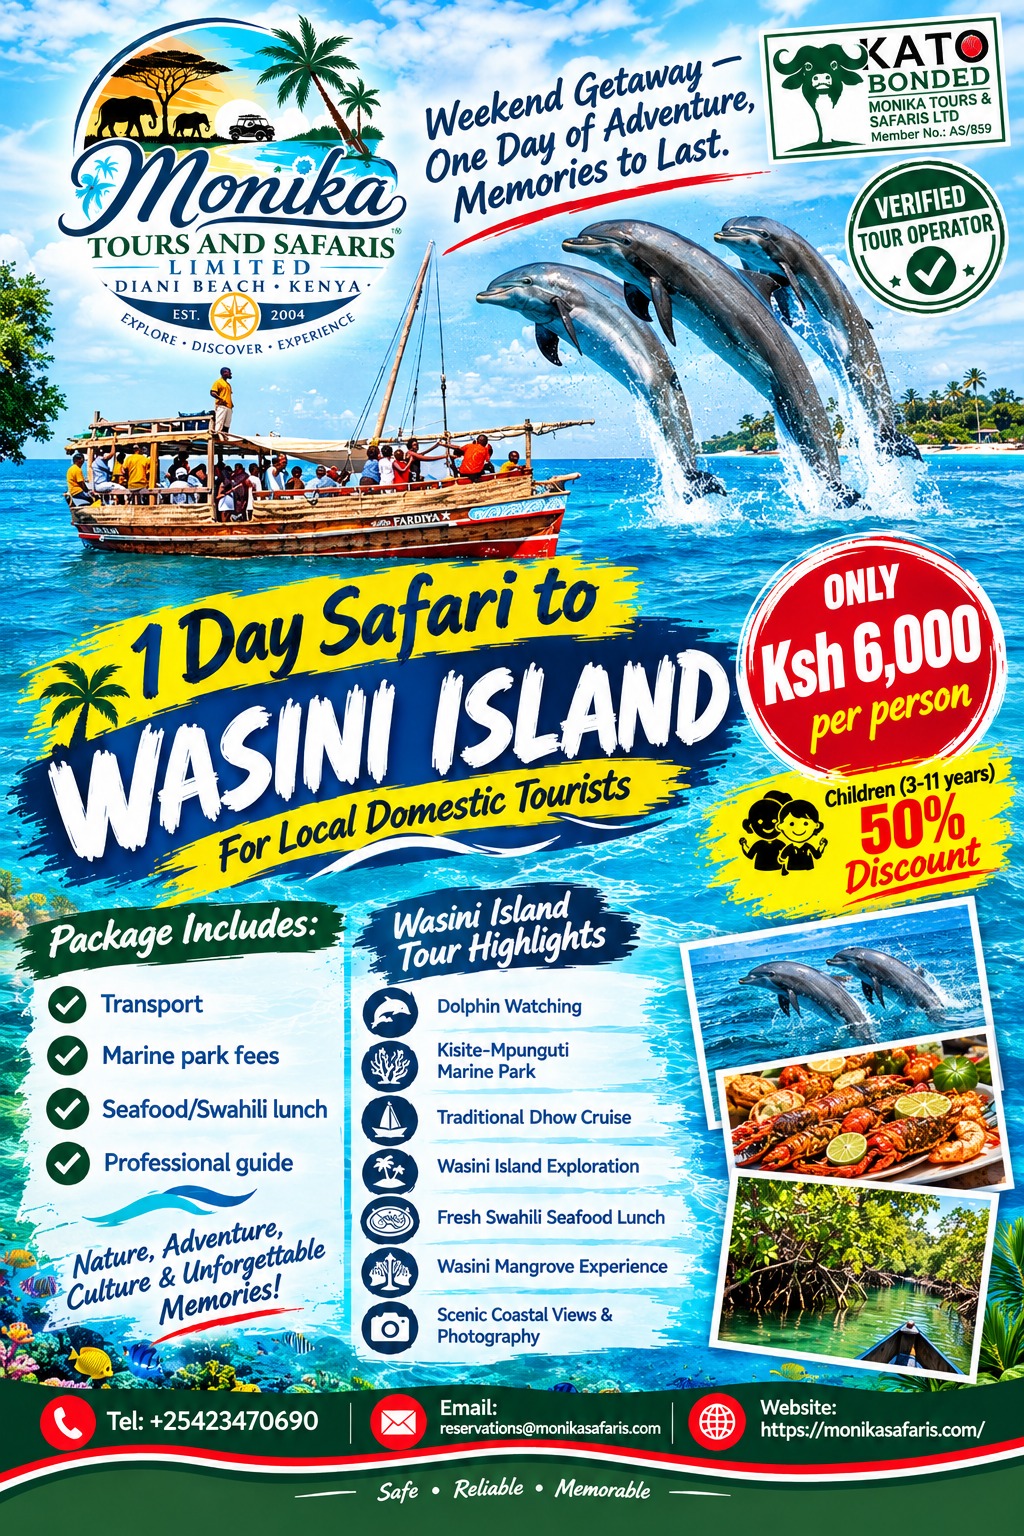 Monika
TOURS AND SAFARIS
LIMITED
DIANI BEACH • KENYA
EST. 2004
EXPLORE • DISCOVER • EXPERIENCE
Weekend Getaway —
One Day of Adventure,
Memories to Last.
KATO
BONDED
MONIKA TOURS &
SAFARIS LTD
Member No.: AS/859
VERIFIED
TOUR OPERATOR
FARDIYA
1 Day Safari to
WASINI ISLAND
For Local Domestic Tourists
ONLY
Ksh 6,000
per person
Children (3-11 years)
50%
Discount
Package Includes:
Transport
Marine park fees
Seafood/Swahili lunch
Professional guide
Nature, Adventure,
Culture & Unforgettable
Memories!
Wasini Island
Tour Highlights
Dolphin Watching
Kisite-Mpunguti
Marine Park
Traditional Dhow Cruise
Wasini Island Exploration
Fresh Swahili Seafood Lunch
Wasini Mangrove Experience
Scenic Coastal Views &
Photography
Tel: +25423470690
Email:
reservations@monikasafaris.com
Website:
https://monikasafaris.com/
Safe • Reliable • Memorable